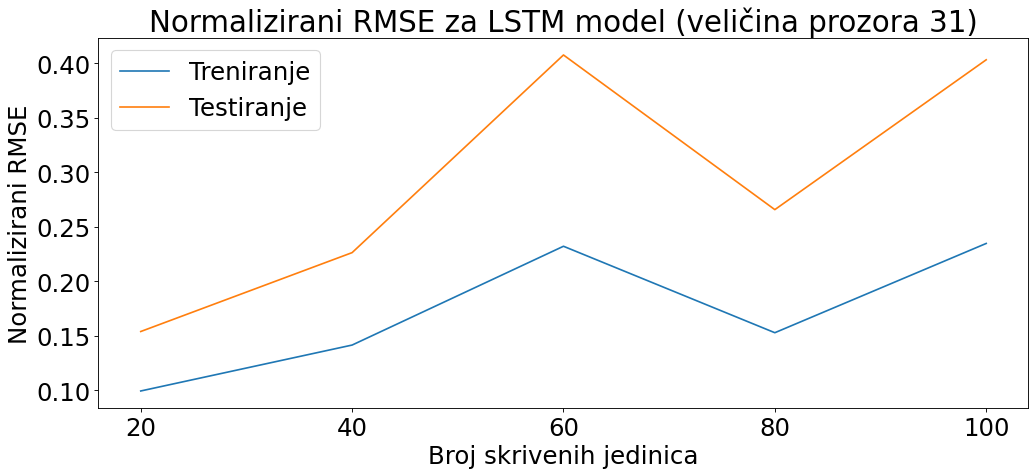 Normalizirani RMSE za LSTM model (veličina prozora 31)
Treniranje
Testiranje
Normalizirani RMSE
0.40
0.35
0.30
0.25
0.20
0.15
0.10
20 40 60 80 100
Broj skrivenih jedinica